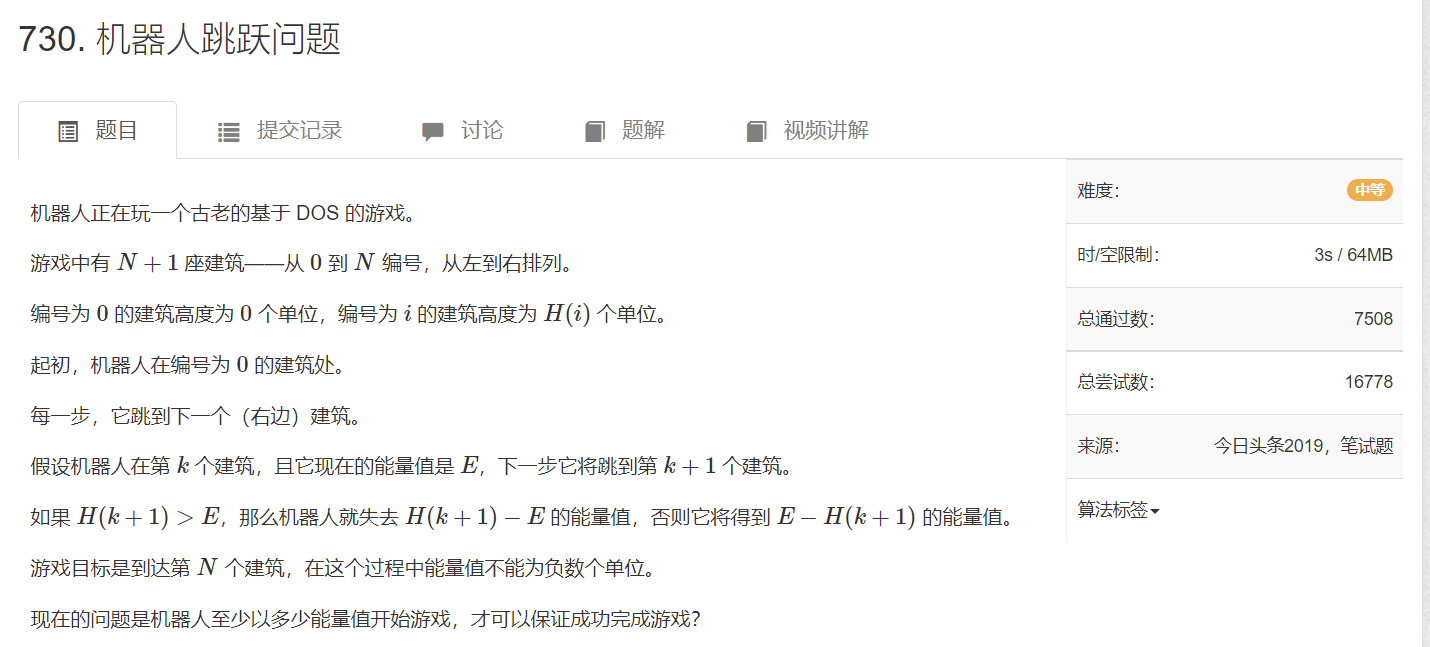 730. 机器人跳跃问题
题目 提交记录 讨论 题解 视频讲解
机器人正在玩一个古老的基于 DOS 的游戏。
游戏中有 N + 1 座建筑——从 0 到 N 编号，从左到右排列。
编号为 0 的建筑高度为 0 个单位，编号为 i 的建筑高度为 H(i) 个单位。
起初，机器人在编号为 0 的建筑处。
每一步，它跳到下一个（右边）建筑。
假设机器人在第 k 个建筑，且它现在的能量值是 E，下一步它将跳到第 k + 1 个建筑。
如果 H(k + 1) > E，那么机器人就失去 H(k + 1) − E 的能量值，否则它将得到 E − H(k + 1) 的能量值。
游戏目标是到达第 N 个建筑，在这个过程中能量值不能为负数个单位。
现在的问题是机器人至少以多少能量值开始游戏，才可以保证成功完成游戏？
难度： 中等
时/空限制： 3s / 64MB
总通过数： 7508
总尝试数： 16778
来源： 今日头条2019，笔试题
算法标签